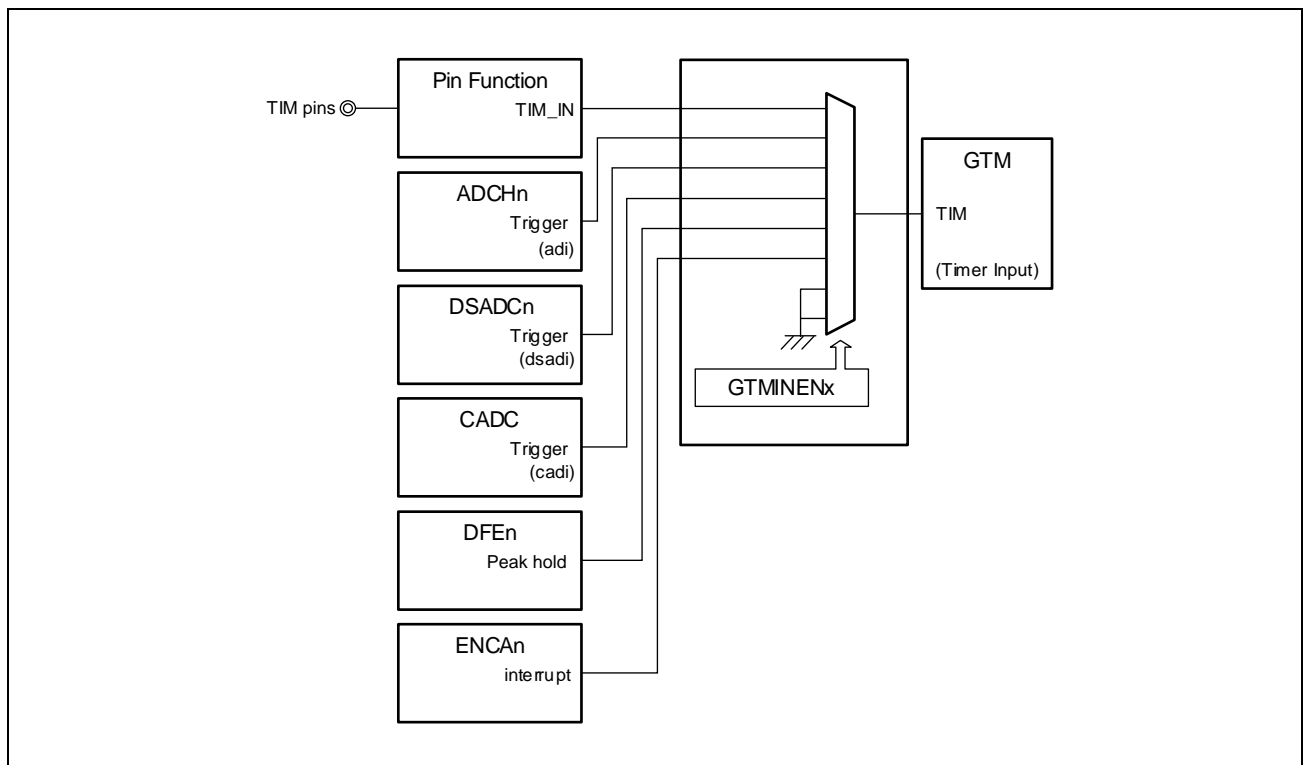 TIM pins
Pin Function
TIM_IN
ADCHn
Trigger
(adi)
DSADCn
Trigger
(dsadi)
CADC
Trigger
(cadi)
DFEn
Peak hold
ENCAn
interrupt
GTMINENx
GTM
TIM
(Timer Input)